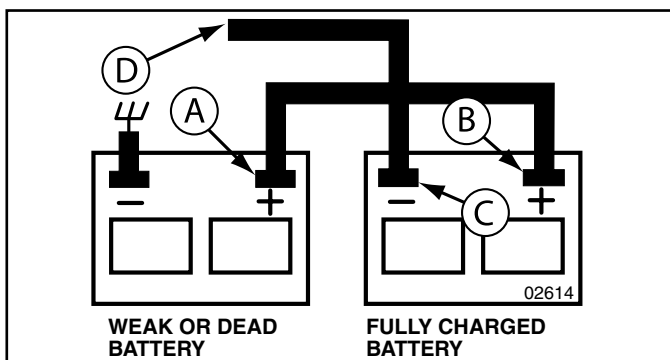 D
A
B
−
+
−
C
+
02614
WEAK OR DEAD
BATTERY
FULLY CHARGED
BATTERY